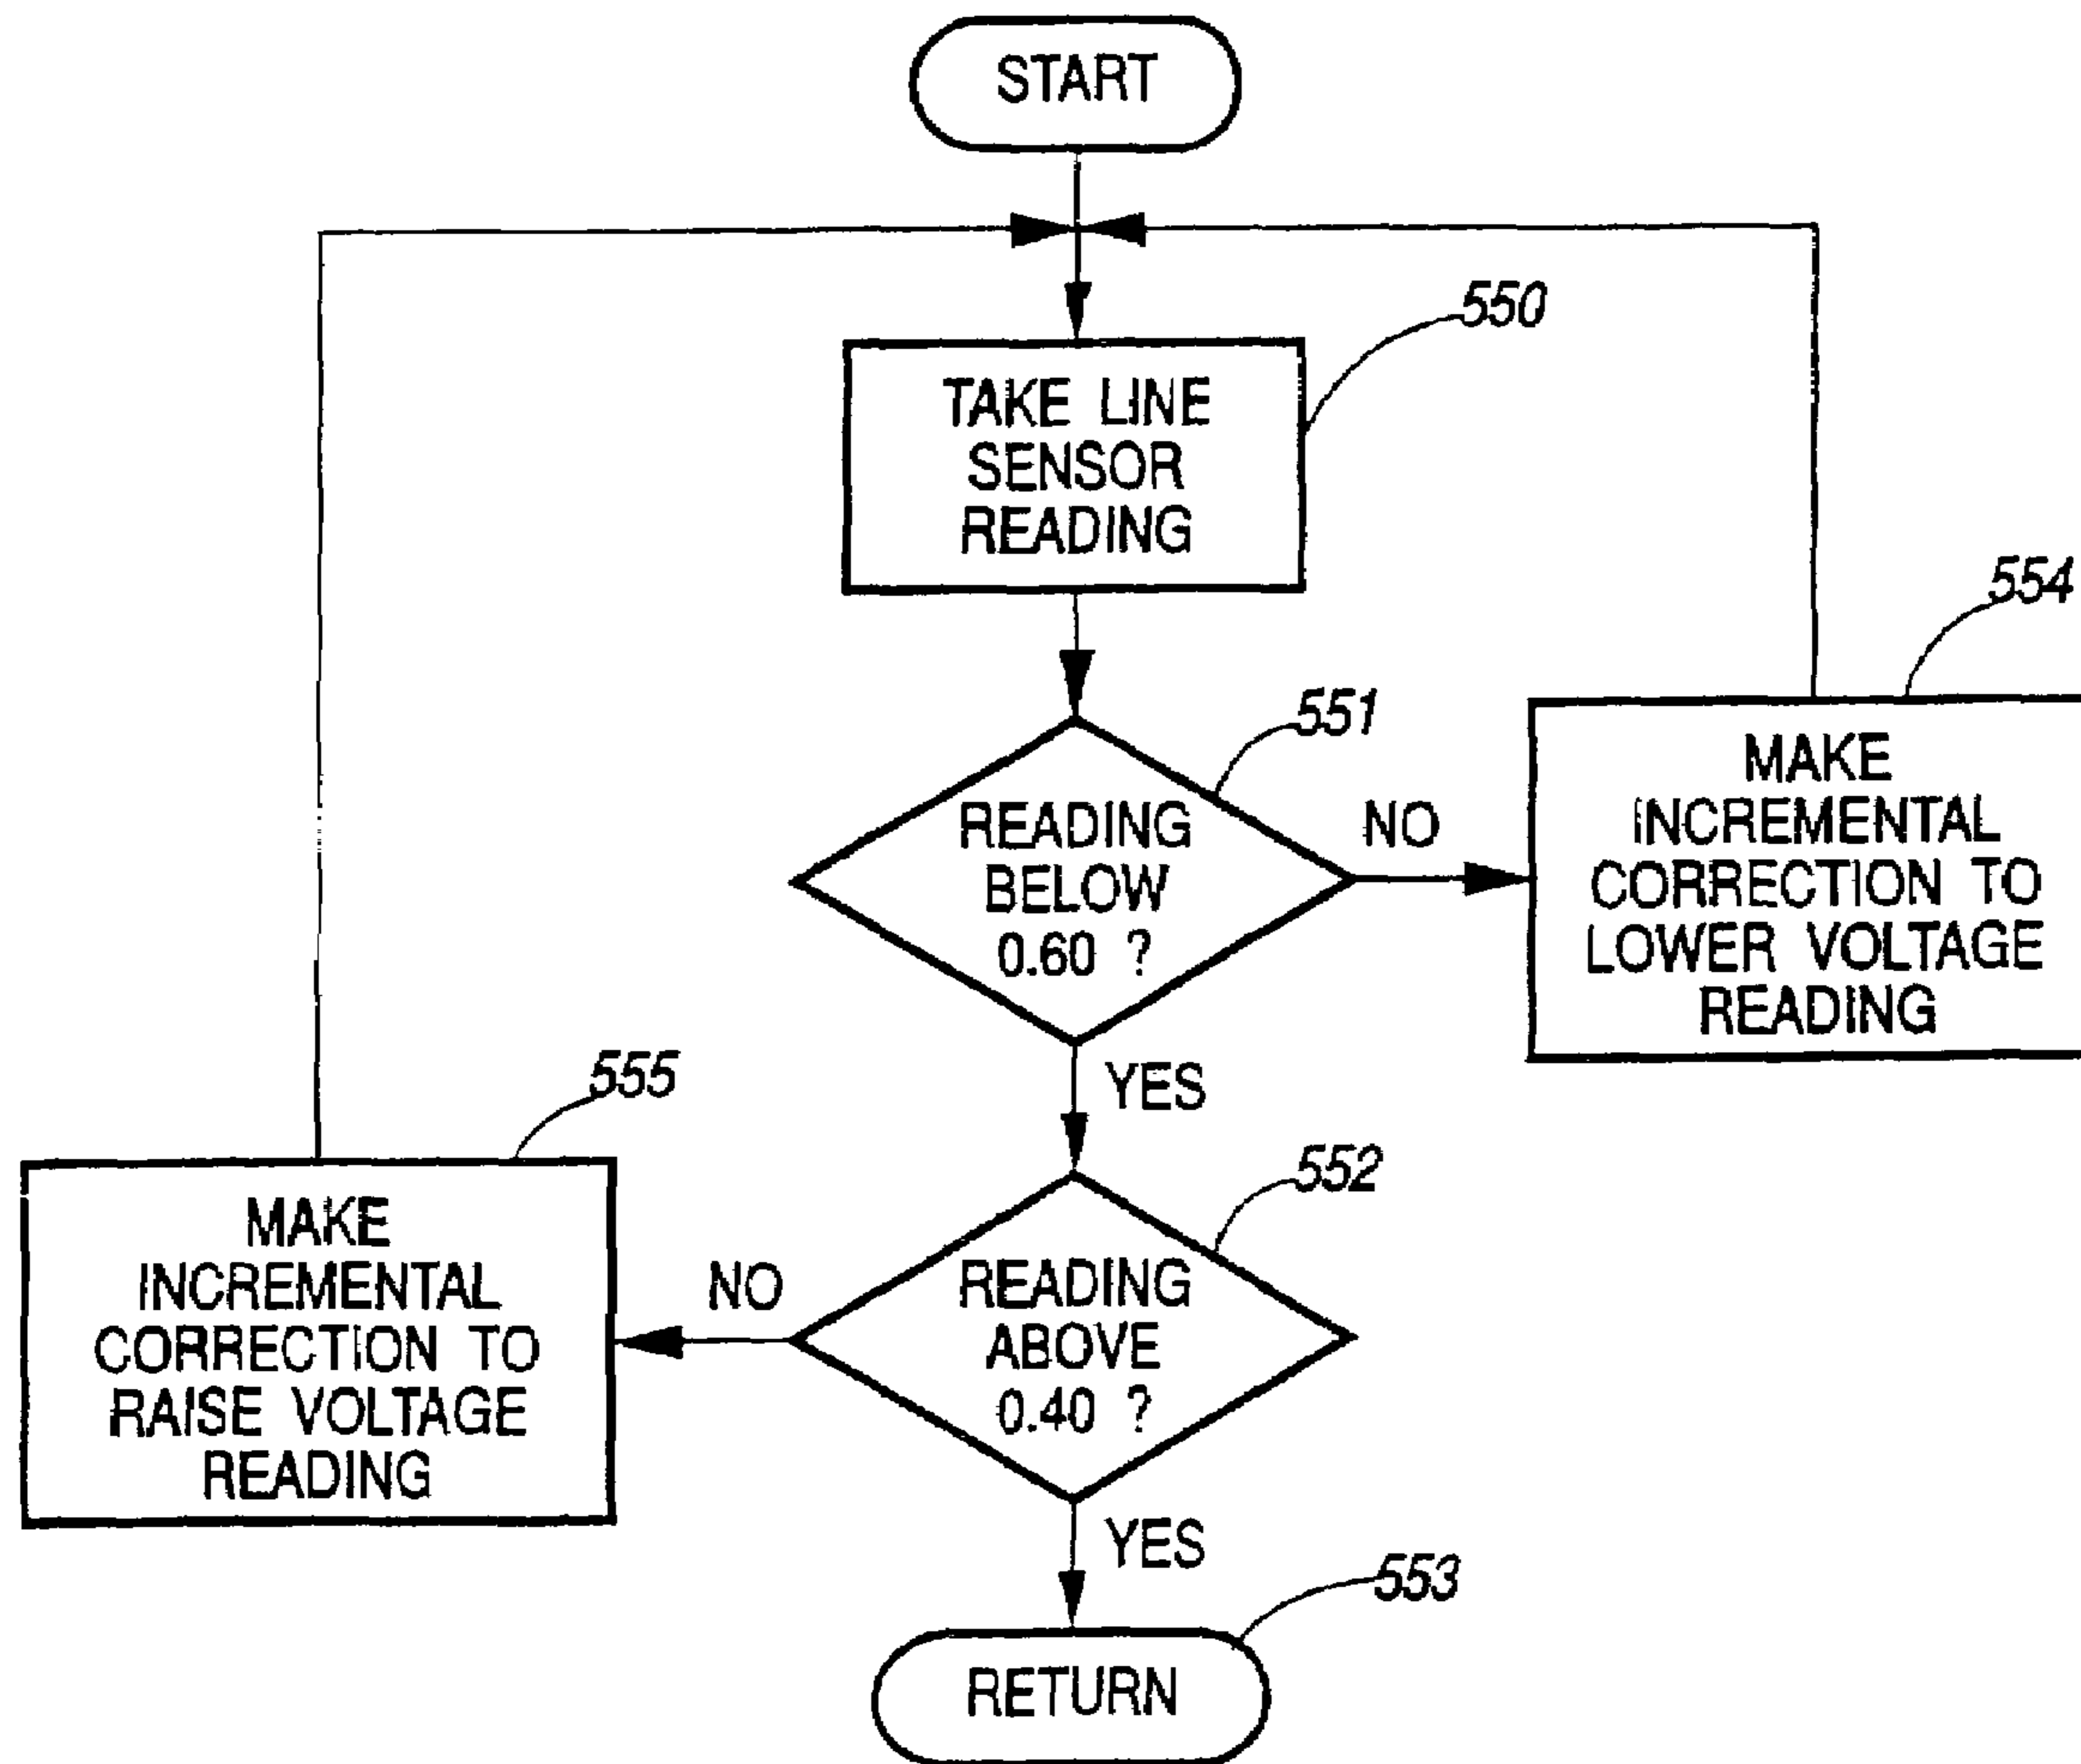 START
550
TAKE LINE
SENSOR
READING
551
READING
BELOW
0.60 ?
NO
554
MAKE
INCREMENTAL
CORRECTION TO
LOWER VOLTAGE
READING
YES
552
READING
ABOVE
0.40 ?
NO
555
MAKE
INCREMENTAL
CORRECTION TO
RAISE VOLTAGE
READING
YES
553
RETURN